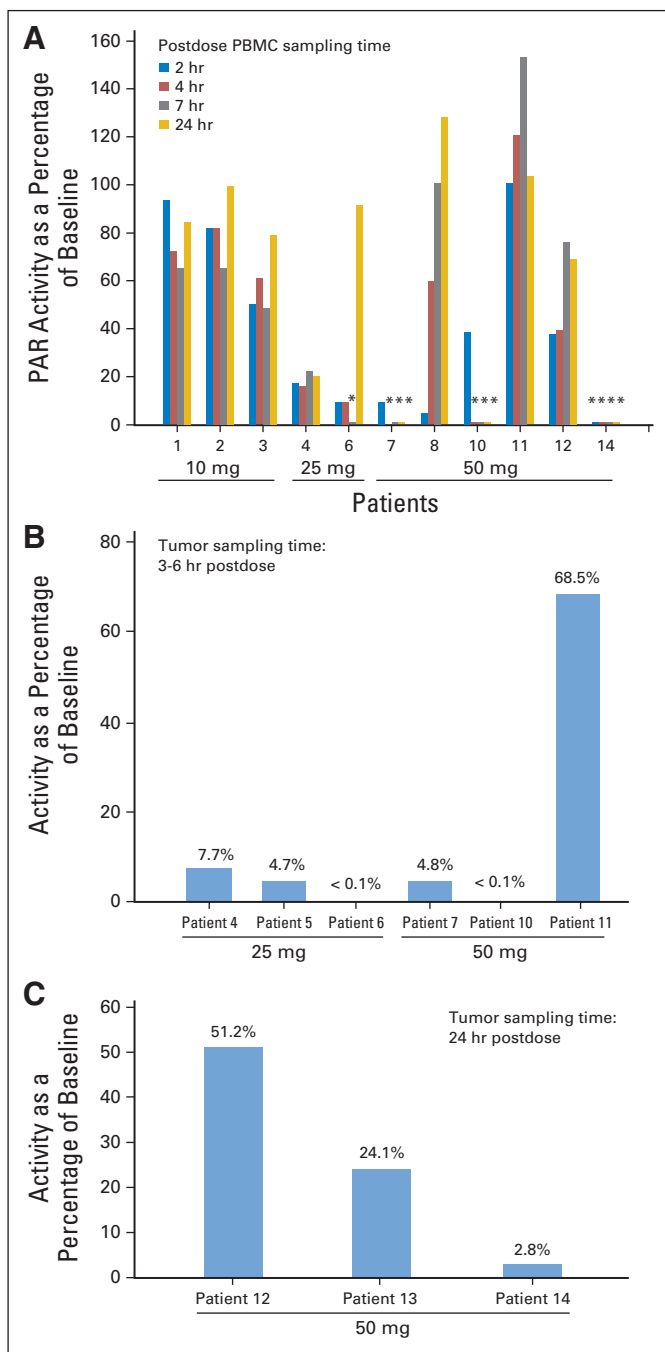 A
Postdose PBMC sampling time
2 hr
4 hr
7 hr
24 hr
PAR Activity as a Percentage
of Baseline
160
140
120
100
80
60
40
20
0
*
***
***
****
1 2 3 4 6 7 8 10 11 12 14
10 mg 25 mg 50 mg
Patients
B
Tumor sampling time:
3-6 hr postdose
Activity as a Percentage
of Baseline
80
60
40
20
0
7.7%
4.7%
< 0.1%
4.8%
< 0.1%
68.5%
Patient 4 Patient 5 Patient 6 Patient 7 Patient 10 Patient 11
25 mg 50 mg
C
Tumor sampling time:
24 hr postdose
Activity as a
Percentage of Baseline
60
50
40
30
20
10
0
51.2%
24.1%
2.8%
Patient 12 Patient 13 Patient 14
50 mg